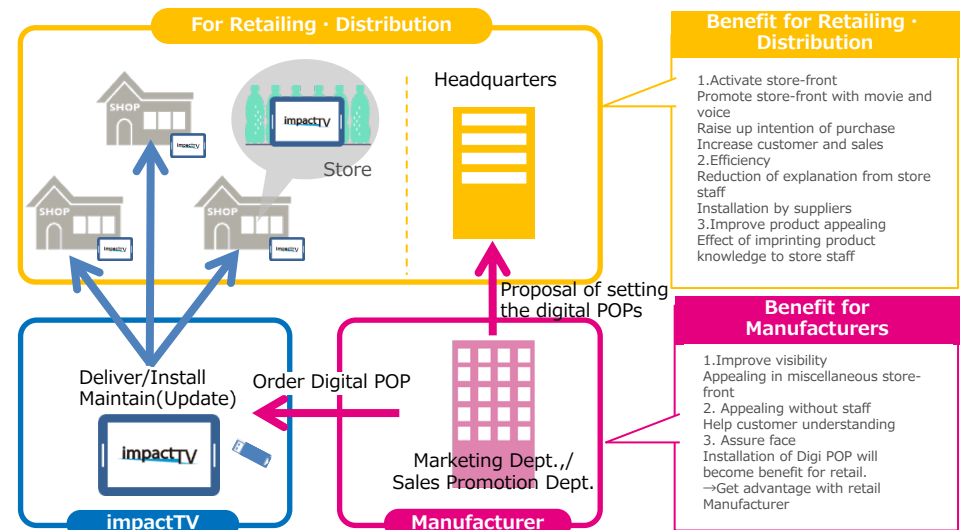 For Retailing・Distribution
SHOP
impactTV
SHOP
impactTV
SHOP
impactTV
impactTV
Store
Headquarters
Benefit for Retailing・
Distribution
1.Activate store-front
Promote store-front with movie and
voice
Raise up intention of purchase
Increase customer and sales
2.Efficiency
Reduction of explanation from store
staff
Installation by suppliers
3.Improve product appealing
Effect of imprinting product
knowledge to store staff
Proposal of setting
the digital POPs
Deliver/Install
Maintain(Update)
impactTV
impactTV
Order Digital POP
Marketing Dept.,/
Sales Promotion Dept.
Manufacturer
Benefit for
Manufacturers
1.Improve visibility
Appealing in miscellaneous store-
front
2. Appealing without staff
Help customer understanding
3. Assure face
Installation of Digi POP will
become benefit for retail.
→Get advantage with retail
Manufacturer